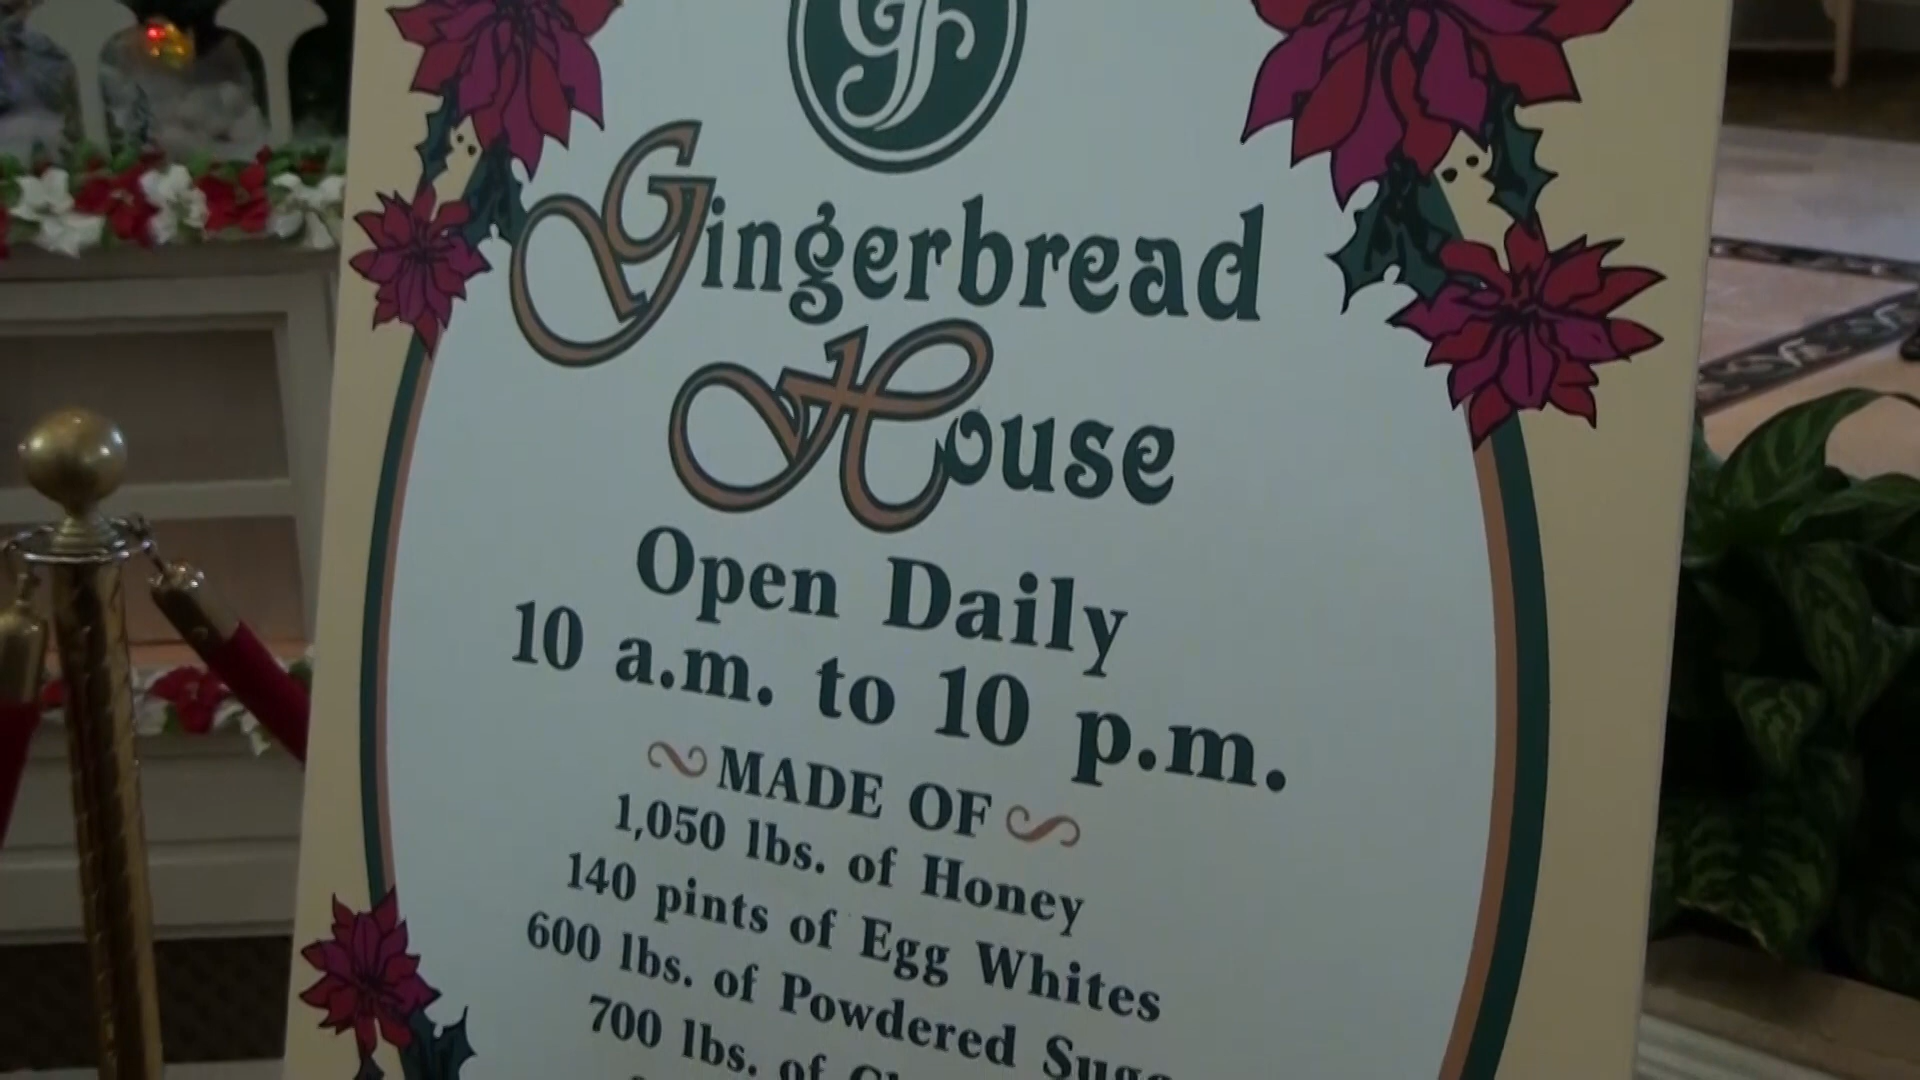 GF
Gingerbread
House
Open Daily
10 a.m. to 10 p.m.
MADE OF
1,050 lbs. of Honey
140 pints of Egg Whites
600 lbs. of Powdered
700 lbs. of